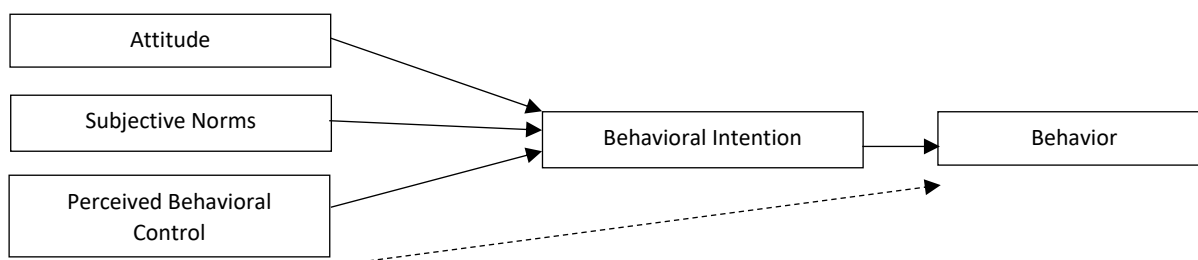 Attitude
Subjective Norms
Perceived Behavioral
Control
Behavioral Intention
Behavior